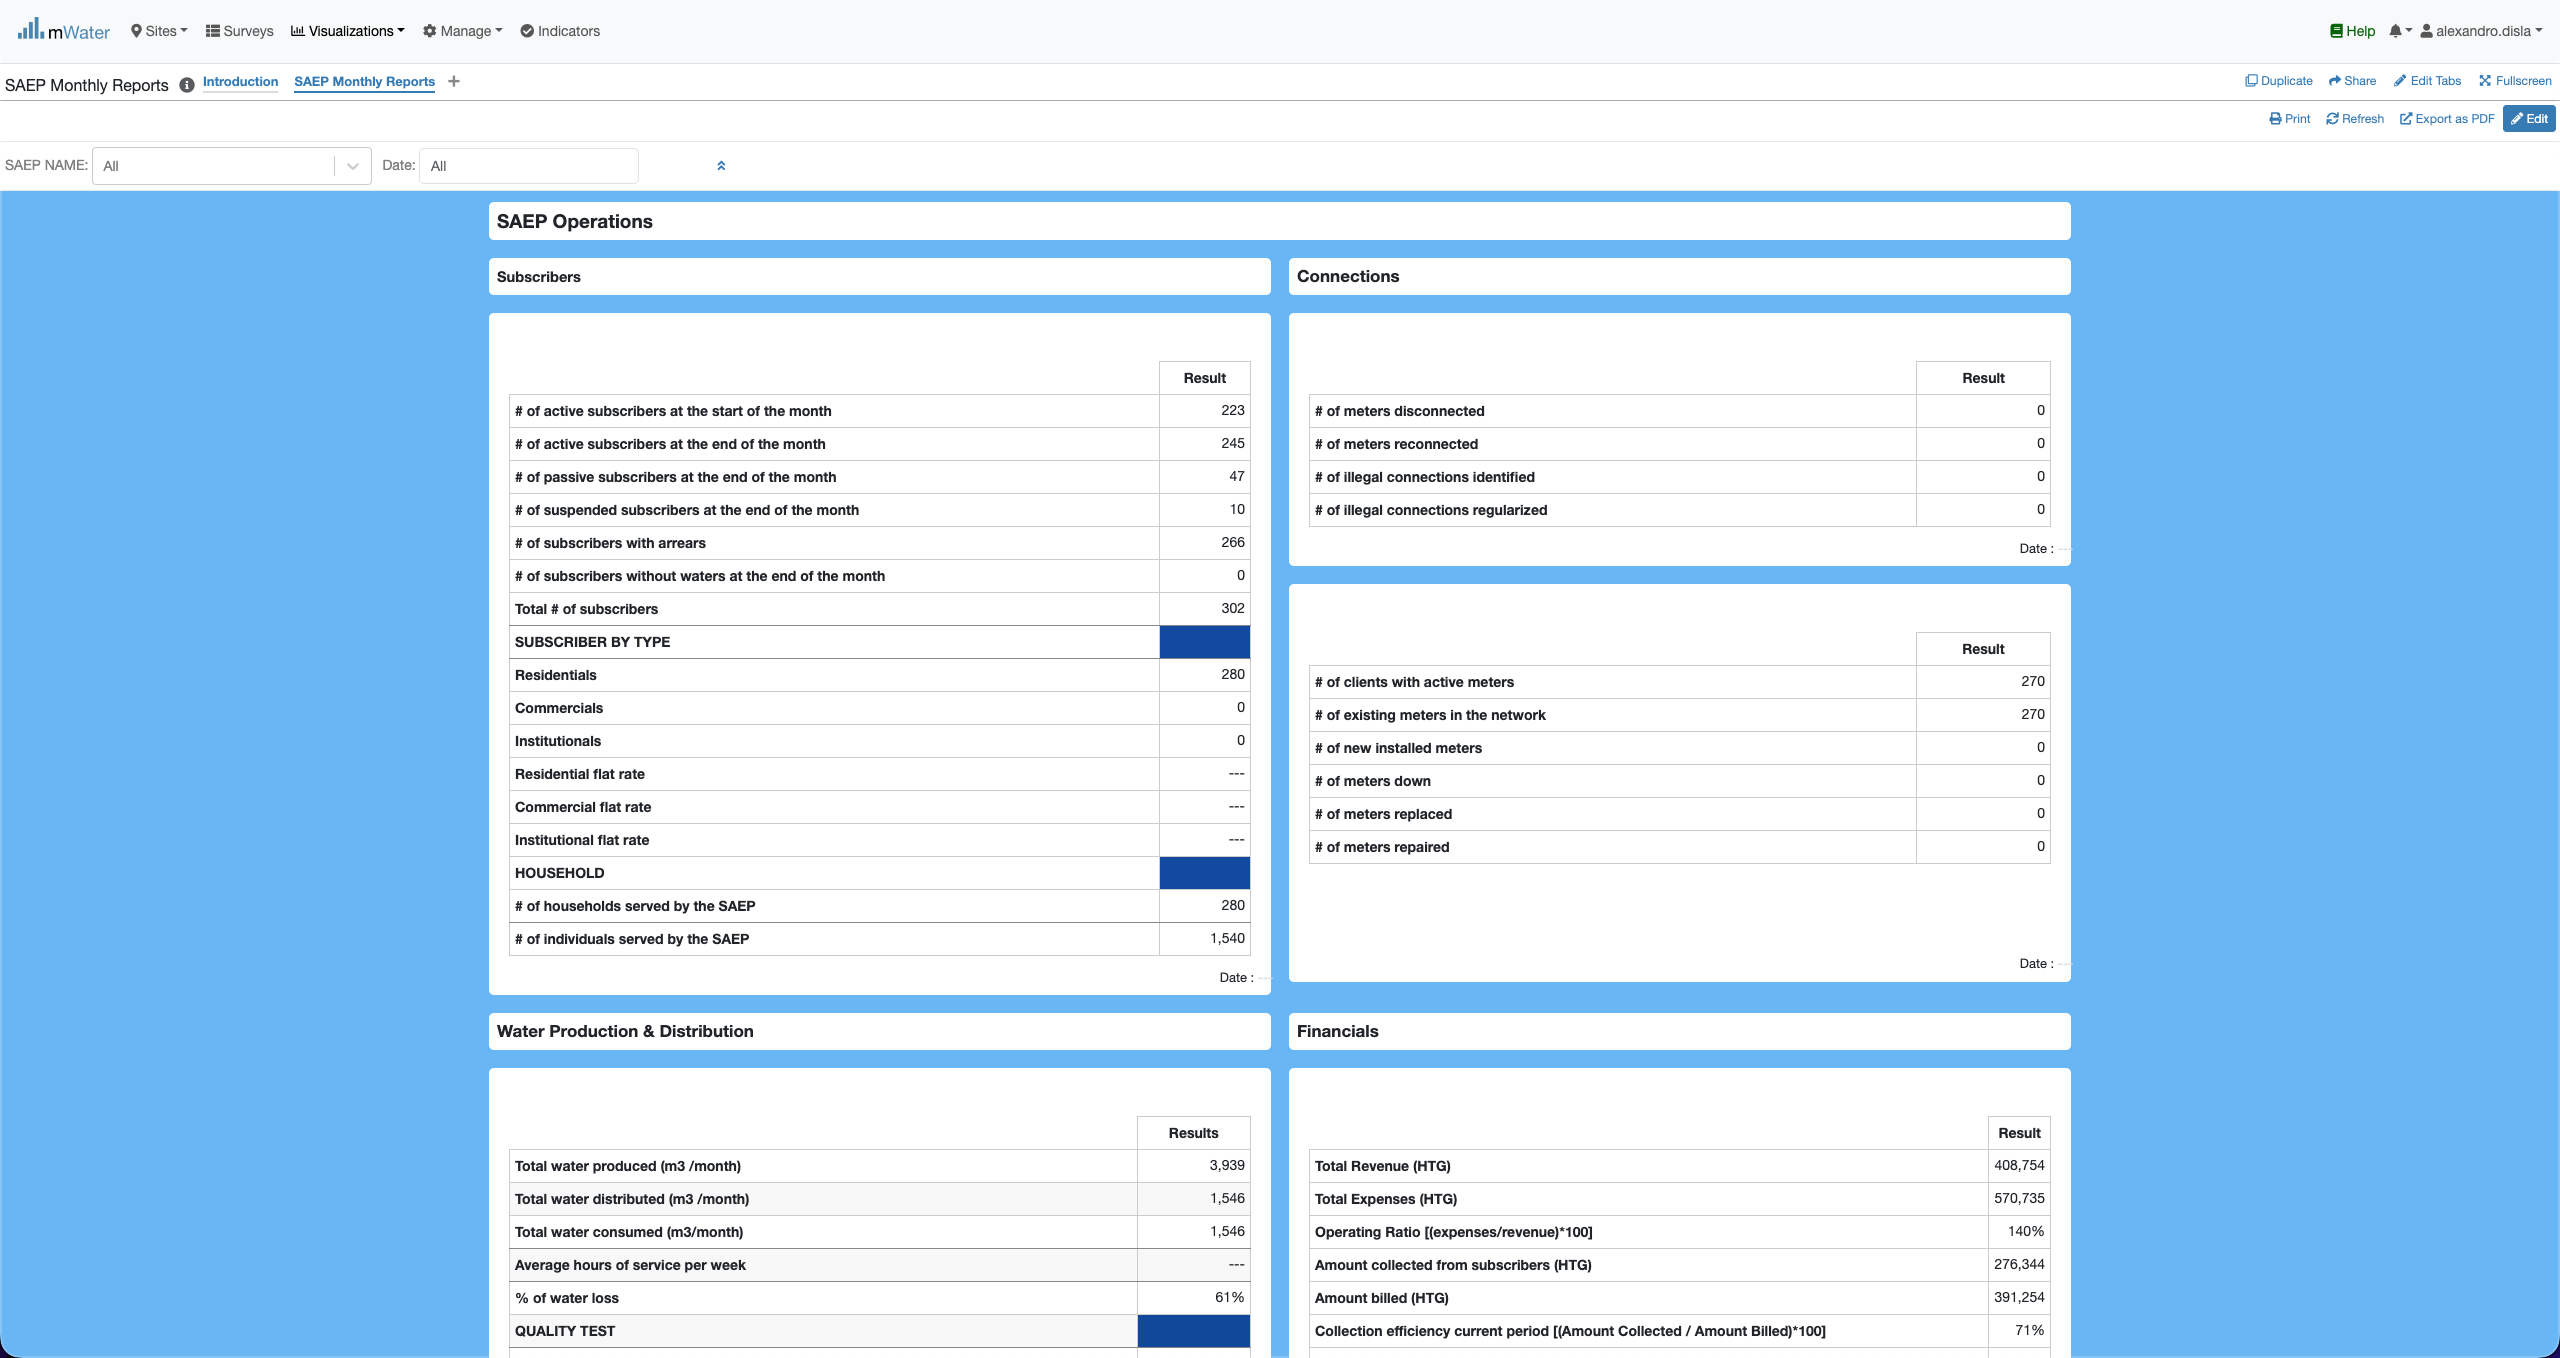 mWater Sites Surveys Visualizations Manage Indicators Help alexandro.disla
SAEP Monthly Reports Introduction SAEP Monthly Reports + Duplicate Share Edit Tabs Fullscreen
Print Refresh Export as PDF Edit
SAEP NAME: All Date: All
SAEP Operations
Subscribers
Result
# of active subscribers at the start of the month 223
# of active subscribers at the end of the month 245
# of passive subscribers at the end of the month 47
# of suspended subscribers at the end of the month 10
# of subscribers with arrears 266
# of subscribers without waters at the end of the month 0
Total # of subscribers 302
SUBSCRIBER BY TYPE
Residentials 280
Commercials 0
Institutionals 0
Residential flat rate ---
Commercial flat rate ---
Institutional flat rate ---
HOUSEHOLD
# of households served by the SAEP 280
# of individuals served by the SAEP 1,540
Date : ---
Connections
Result
# of meters disconnected 0
# of meters reconnected 0
# of illegal connections identified 0
# of illegal connections regularized 0
Date : ---
Result
# of clients with active meters 270
# of existing meters in the network 270
# of new installed meters 0
# of meters down 0
# of meters replaced 0
# of meters repaired 0
Date : ---
Water Production & Distribution
Results
Total water produced (m3 /month) 3,939
Total water distributed (m3 /month) 1,546
Total water consumed (m3/month) 1,546
Average hours of service per week ---
% of water loss 61%
QUALITY TEST
Financials
Result
Total Revenue (HTG) 408,754
Total Expenses (HTG) 570,735
Operating Ratio [(expenses/revenue)*100] 140%
Amount collected from subscribers (HTG) 276,344
Amount billed (HTG) 391,254
Collection efficiency current period [(Amount Collected / Amount Billed)*100] 71%